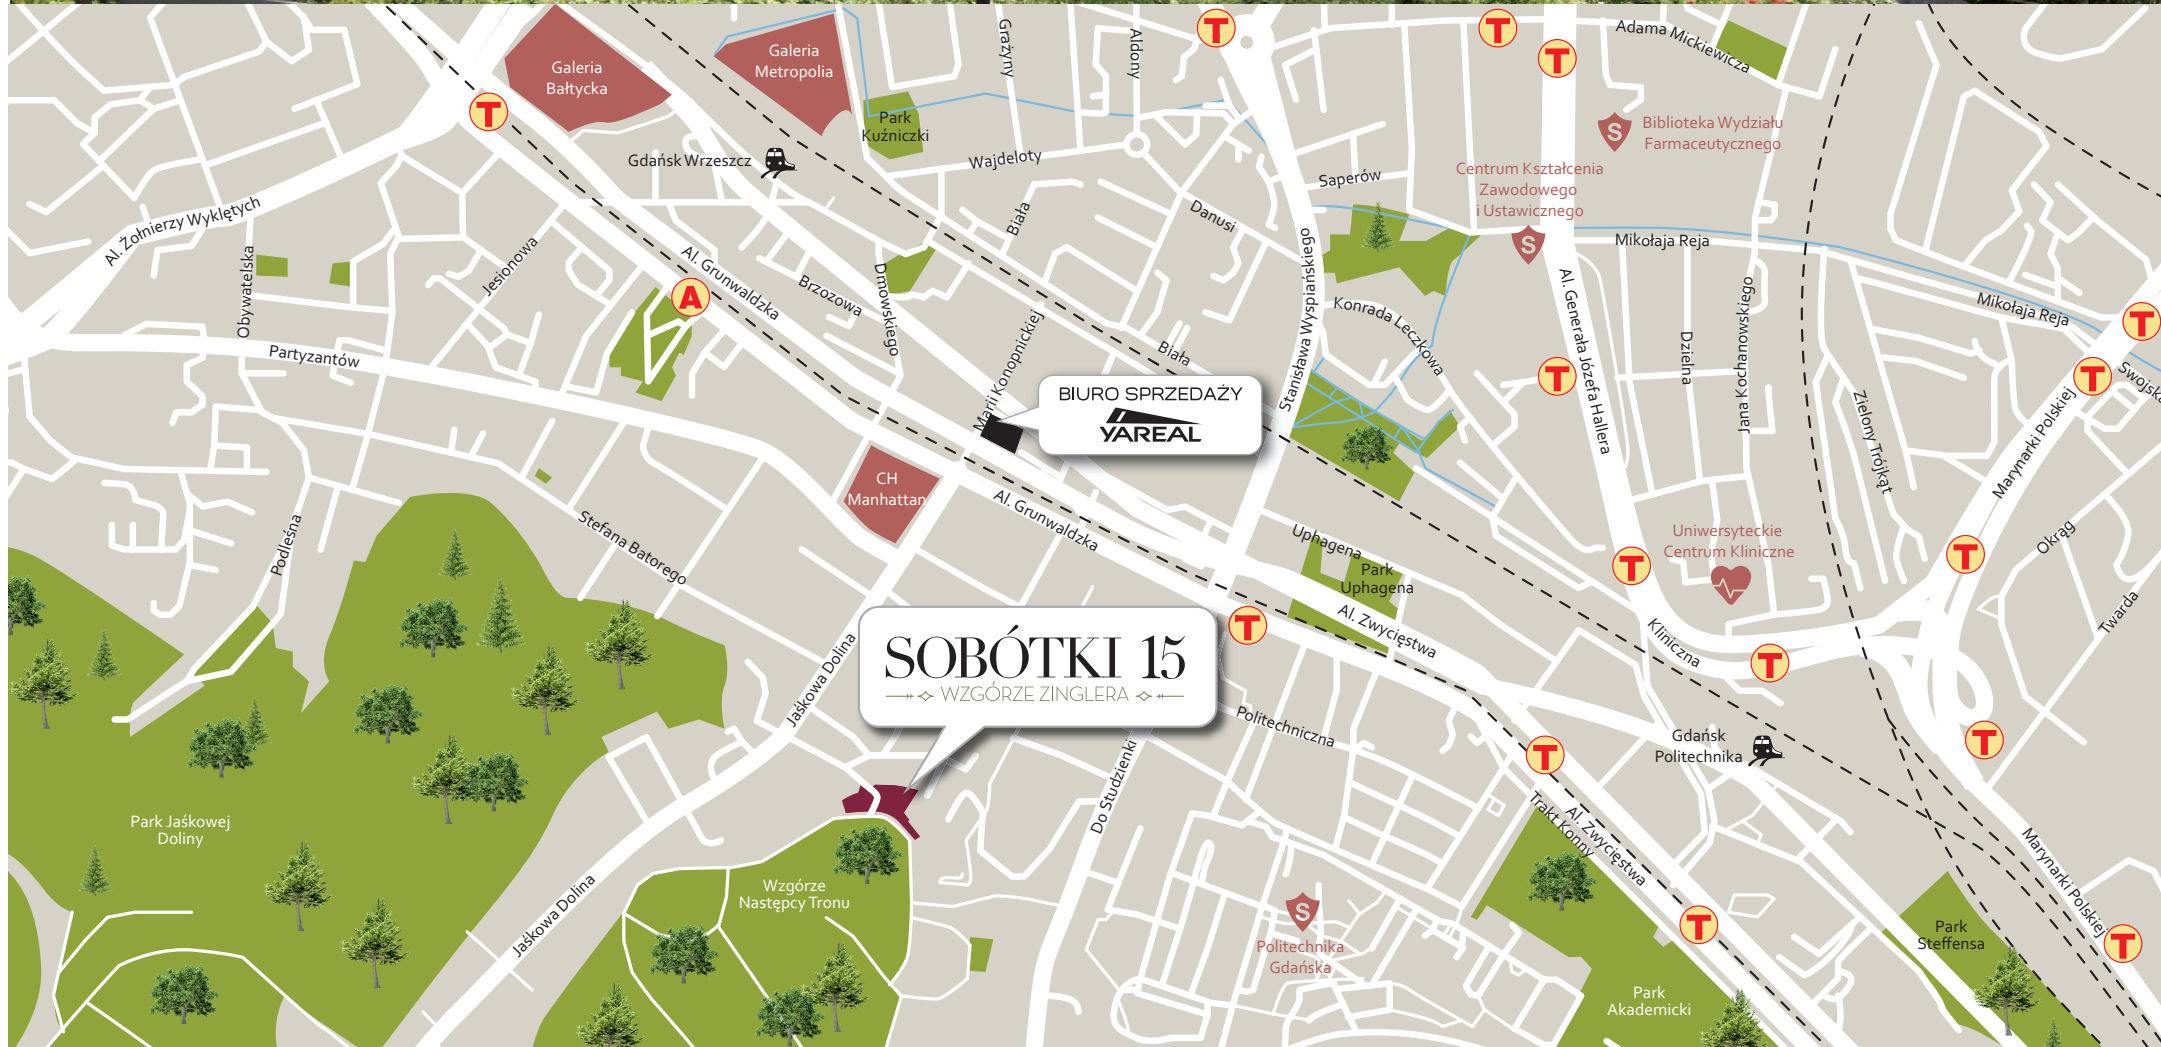 T
T
T
Adama Mickiewicza
Grażyny
Aldony
Galeria
Metropolia
Galeria
Bałtycka
T
Park
Kuźniczki
S
Biblioteka Wydziału
Farmaceutycznego
Gdańsk Wrzeszcz
Wajdeloty
Saperów
Centrum Kształcenia
Zawodowego
i Ustawicznego
S
Al. Żołnierzy Wyklętych
Biała
Danusi
Mikołaja Reja
Obywatelska
Jesionowa
Al. Grunwaldzka
Brzozowa
Dmowskiego
Stanisława Wyspiańskiego
Konrada Leczkowa
Al. Generała Józefa Hallera
Dzielna
Jana Kochanowskiego
Mikołaja Reja
T
A
Partyzantów
Marii Konopnickiej
Biała
T
T
Swojska
BIURO SPRZEDAŻY
YAREAL
Zielony Trójkąt
Marynarki Polskiej
CH
Manhattan
Al. Grunwaldzka
Podleśna
Stefana Batorego
Uphagena
Park
Uphagena
Uniwersyteckie
Centrum Kliniczne
T
T
Okrąg
Twarda
T
Al. Zwycięstwa
Kliniczna
T
SOBÓTKI 15
WZGÓRZE ZINGLERA
Jaśkowa Dolina
Politechniczna
T
Gdańsk
Politechnika
T
Do Studzienki
Trakt Konny
Al. Zwycięstwa
Park Jaśkowej
Doliny
Marynarki Polskiej
Wzgórze
Następcy Tronu
Jaśkowa Dolina
S
Politechnika
Gdańska
T
Park
Steffensa
T
Park
Akademicki